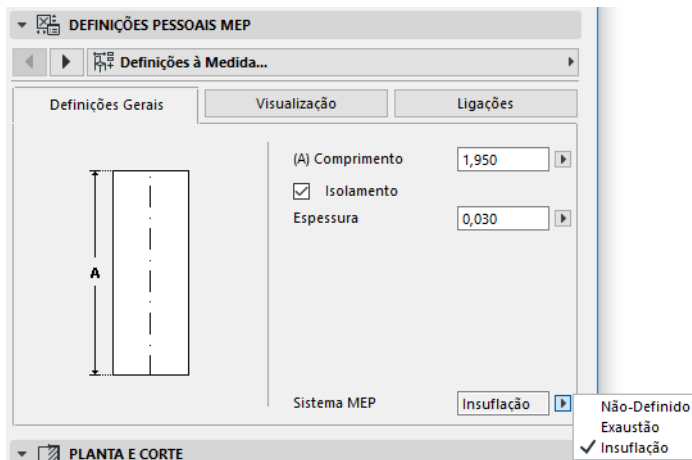 DEFINIÇÕES PESSOAIS MEP
Definições à Medida...
Definições Gerais
Visualização
Ligações
(A) Comprimento 1,950
Isolamento
Espessura 0,030
A
Sistema MEP Insuflação
Não-Definido
Exaustão
Insuflação
PLANTA E CORTE